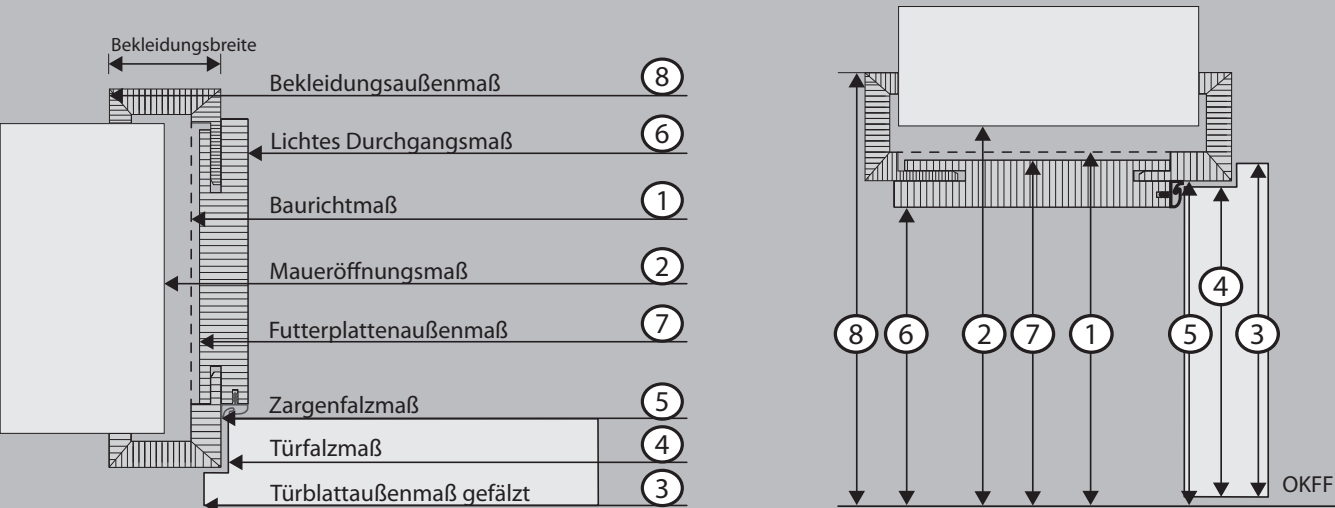 Bekleidungsbreite
Bekleidungsaußenmaß 8
Lichtes Durchgangsmaß 6
Baurichtmaß 1
Maueröffnungsmaß 2
Futterplattenaußenmaß 7
Zargenfalzmaß 5
Türfalzmaß 4
Türblattaußenmaß gefälzt 3
4
8 6 2 7 1 5 3
OKFF